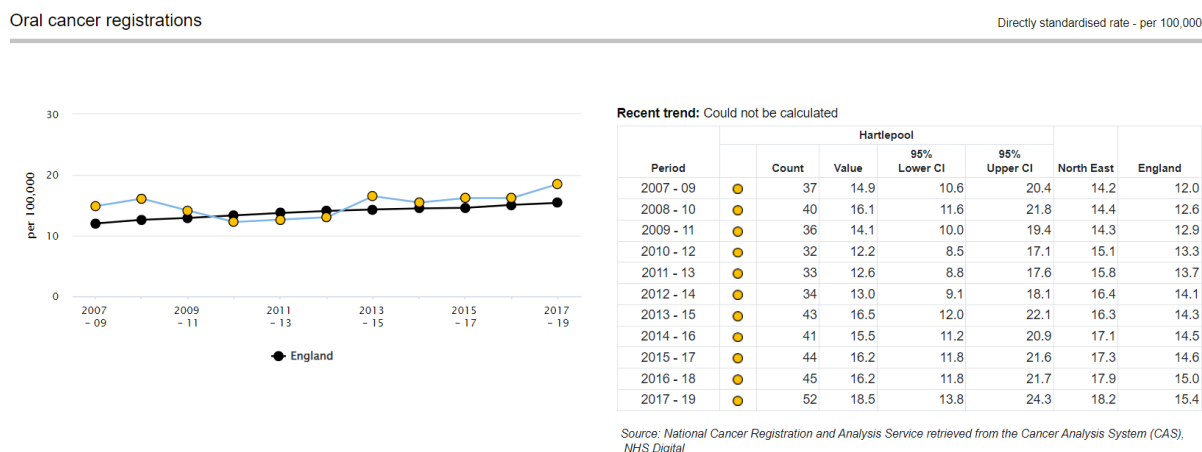 Oral cancer registrations
Directly standardised rate - per 100,000
30
20
10
0
per 100,000
2007 - 09
2009 - 11
2011 - 13
2013 - 15
2015 - 17
2017 - 19
England
Recent trend: Could not be calculated
Hartlepool
Period Count Value 95% Lower CI 95% Upper CI North East England
2007 - 09 37 14.9 10.6 20.4 14.2 12.0
2008 - 10 40 16.1 11.6 21.8 14.4 12.6
2009 - 11 36 14.1 10.0 19.4 14.3 12.9
2010 - 12 32 12.2 8.5 17.1 15.1 13.3
2011 - 13 33 12.6 8.8 17.6 15.8 13.7
2012 - 14 34 13.0 9.1 18.1 16.4 14.1
2013 - 15 43 16.5 12.0 22.1 16.3 14.3
2014 - 16 41 15.5 11.2 20.9 17.1 14.5
2015 - 17 44 16.2 11.8 21.6 17.3 14.6
2016 - 18 45 16.2 11.8 21.7 17.9 15.0
2017 - 19 52 18.5 13.8 24.3 18.2 15.4
Source: National Cancer Registration and Analysis Service retrieved from the Cancer Analysis System (CAS),
NHS Digital